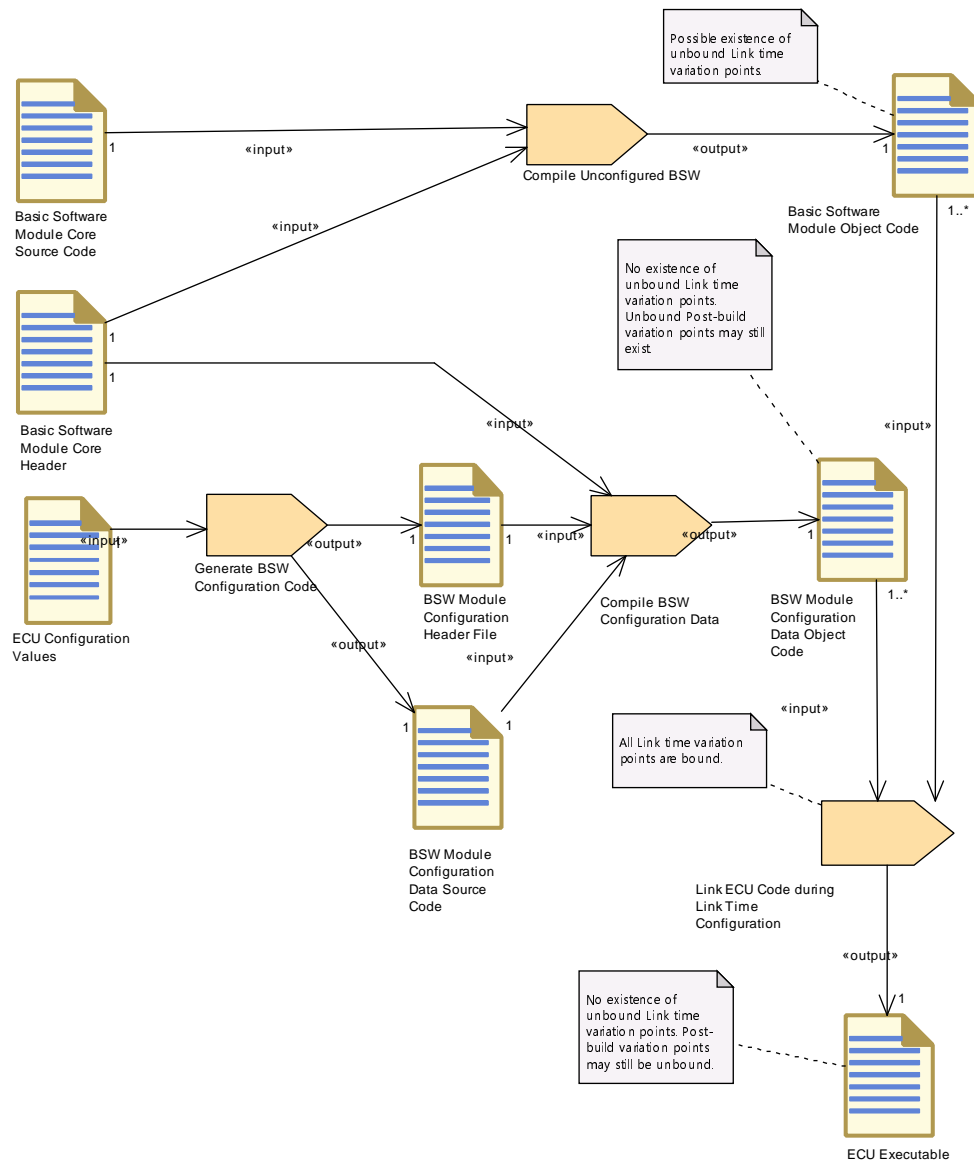 Possible existence of
unbound Link time
variation points.
1
«input»
Compile Unconfigured BSW
«output»
1
Basic Software
Module Core
Source Code
«input»
Basic Software
Module Object Code
1..*
No existence of
unbound Link time
variation points.
Unbound Post-build
variation points may still
exist.
1
1
Basic Software
Module Core
Header
«input»
«input»
«input»
1
Generate BSW
Configuration Code
«output»
1
1
«input»
«output»
1
ECU Configuration
Values
BSW Module
Configuration
Header File
Compile BSW
Configuration Data
BSW Module
Configuration
Data Object
Code
1..*
«output»
«input»
1
1
«input»
All Link time variation
points are bound.
BSW Module
Configuration
Data Source
Code
Link ECU Code during
Link Time
Configuration
«output»
No existence of
unbound Link time
variation points. Post-
build variation points
may still be unbound.
1
ECU Executable